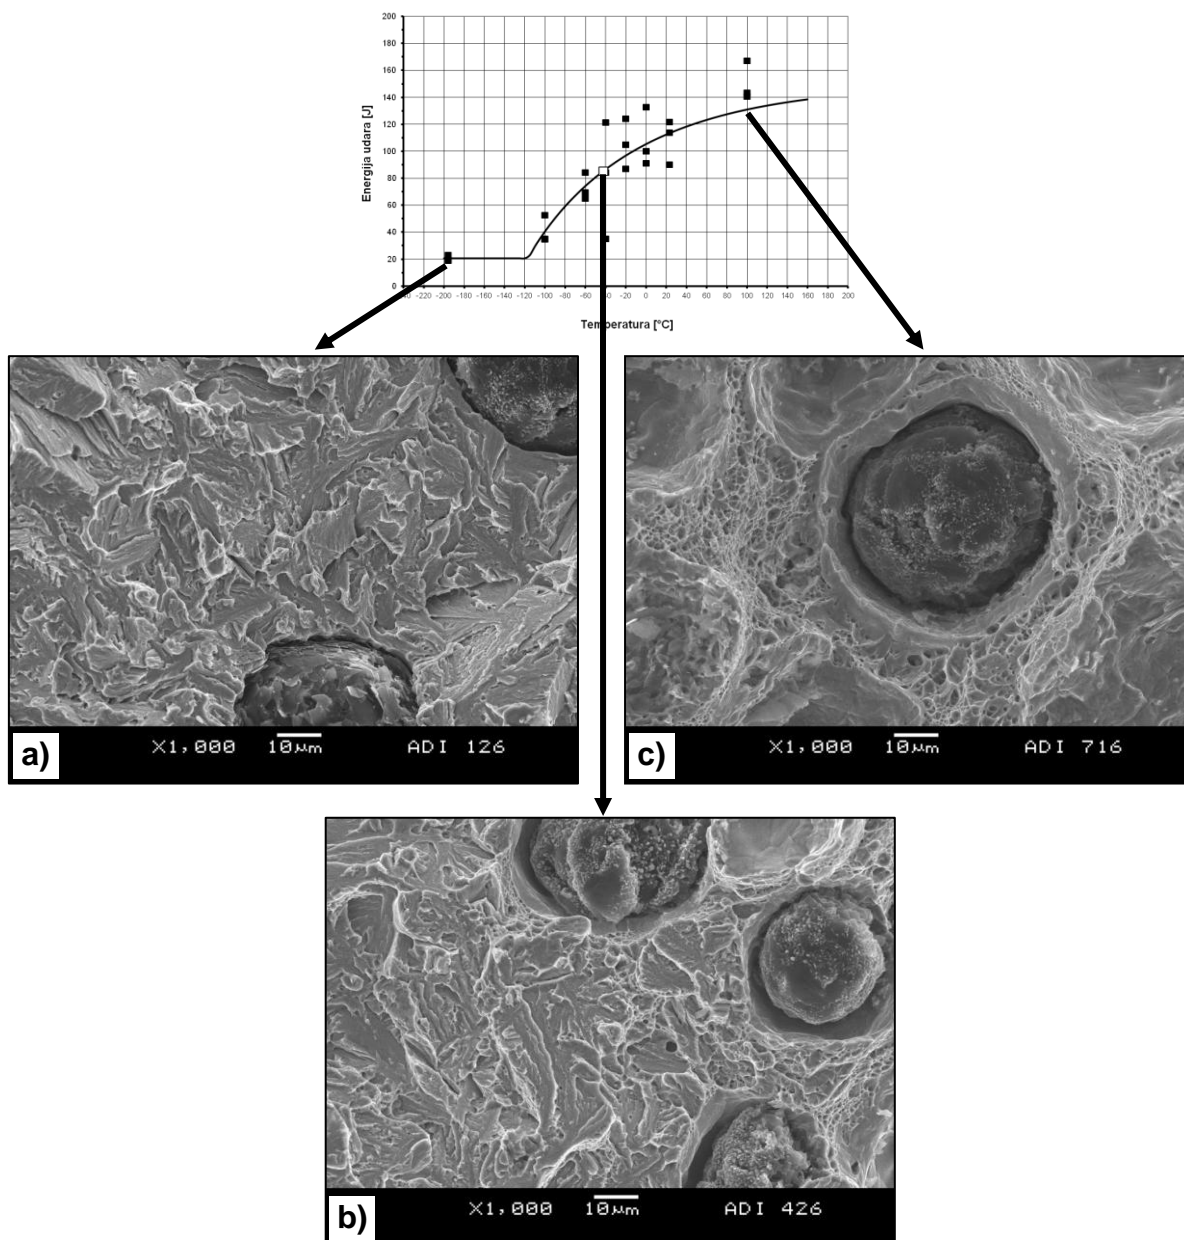 200
180
160
140
120
100
80
60
40
20
0
Energija udara [J]
-220 -200 -180 -160 -140 -120 -100 -80 -60 -20 0 20 40 60 80 100 120 140 160 180 200
Temperatura [°C]
a)
X1,000 10μm ADI 126
c)
X1,000 10μm ADI 716
b)
X1,000 10μm ADI 426